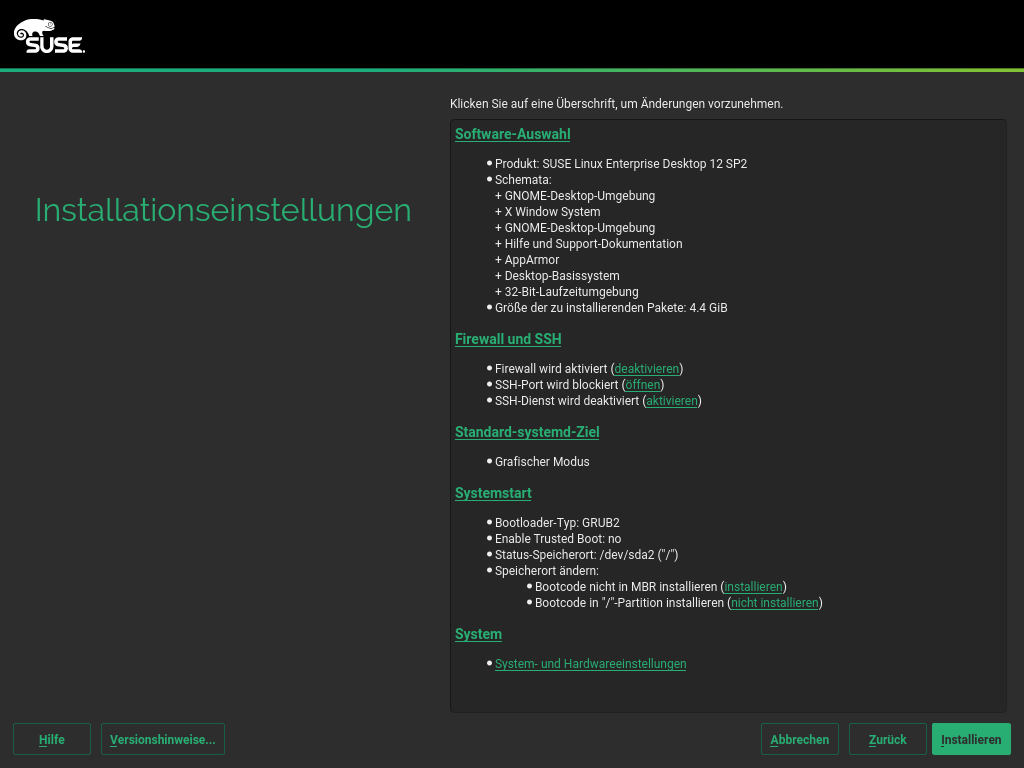 SUSE.
Klicken Sie auf eine Überschrift, um Änderungen vorzunehmen.
Installationseinstellungen
Software-Auswahl
Produkt: SUSE Linux Enterprise Desktop 12 SP2
Schemata:
+ GNOME-Desktop-Umgebung
+ X Window System
+ GNOME-Desktop-Umgebung
+ Hilfe und Support-Dokumentation
+ AppArmor
+ Desktop-Basissystem
+ 32-Bit-Laufzeitumgebung
Größe der zu installierenden Pakete: 4.4 GiB
Firewall und SSH
Firewall wird aktiviert (deaktivieren)
SSH-Port wird blockiert (öffnen)
SSH-Dienst wird deaktiviert (aktivieren)
Standard-systemd-Ziel
Grafischer Modus
Systemstart
Bootloader-Typ: GRUB2
Enable Trusted Boot: no
Status-Speicherort: /dev/sda2 ("/")
Speicherort ändern:
Bootcode nicht in MBR installieren (installieren)
Bootcode in "/"-Partition installieren (nicht installieren)
System
System- und Hardwareeinstellungen
Hilfe Versionshinweise... Abbrechen Zurück Installieren